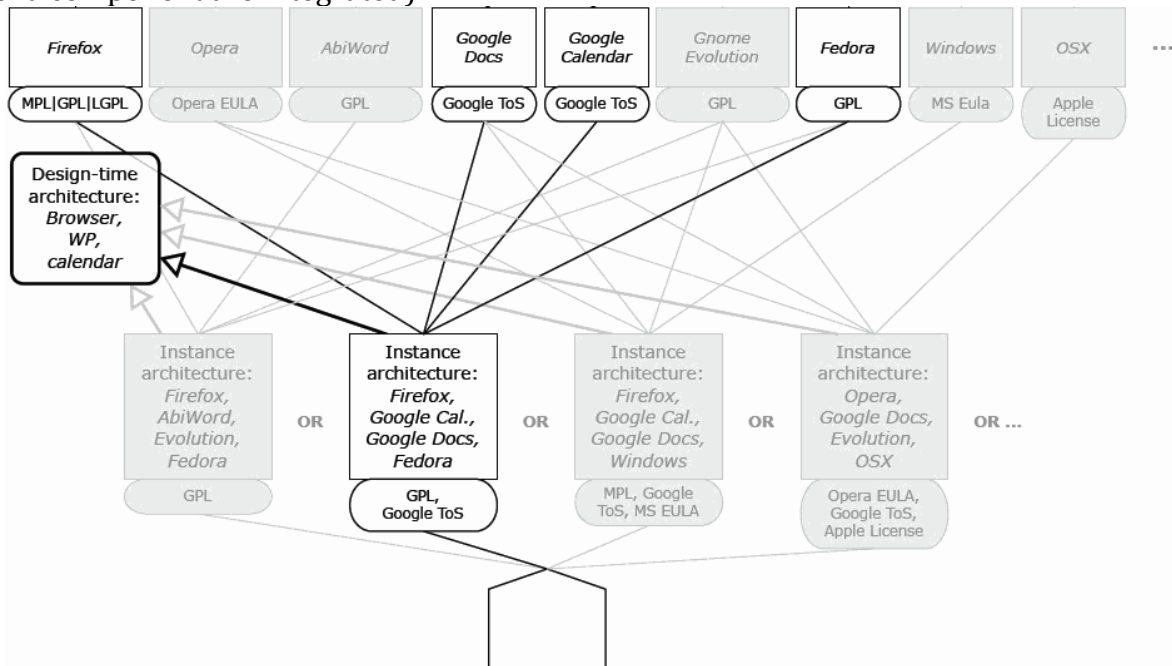 Firefox
Opera
AbiWord
Google
Docs
Google
Calendar
Gnome
Evolution
Fedora
Windows
OSX
...
MPL|GPL|LGPL
Opera EULA
GPL
Google ToS
Google ToS
GPL
GPL
MS Eula
Apple
License
Design-time
architecture:
Browser,
WP,
calendar
Instance
architecture:
Firefox,
AbiWord,
Evolution,
Fedora
OR
Instance
architecture:
Firefox,
Google Cal.,
Google Docs,
Fedora
OR
Instance
architecture:
Firefox,
Google Cal.,
Google Docs,
Windows
OR
Instance
architecture:
Opera,
Google Docs,
Evolution,
OSX
OR ...
GPL
GPL,
Google ToS
MPL, Google
ToS, MS EULA
Opera EULA,
Google ToS,
Apple License